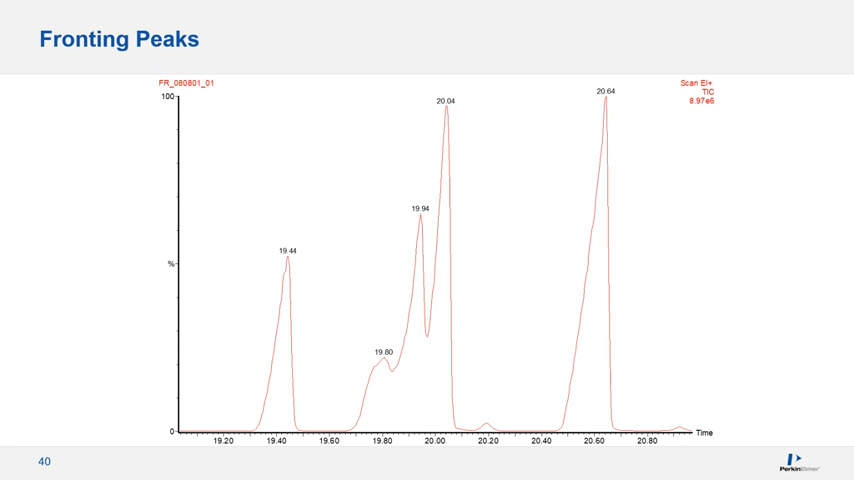 Fronting Peaks
FR_080801_01
Scan EI+
TIC
8.97e6
100
%
0
19.44
19.80
19.94
20.04
20.64
19.20
19.40
19.60
19.80
20.00
20.20
20.40
20.60
20.80
Time
40
PerkinElmer